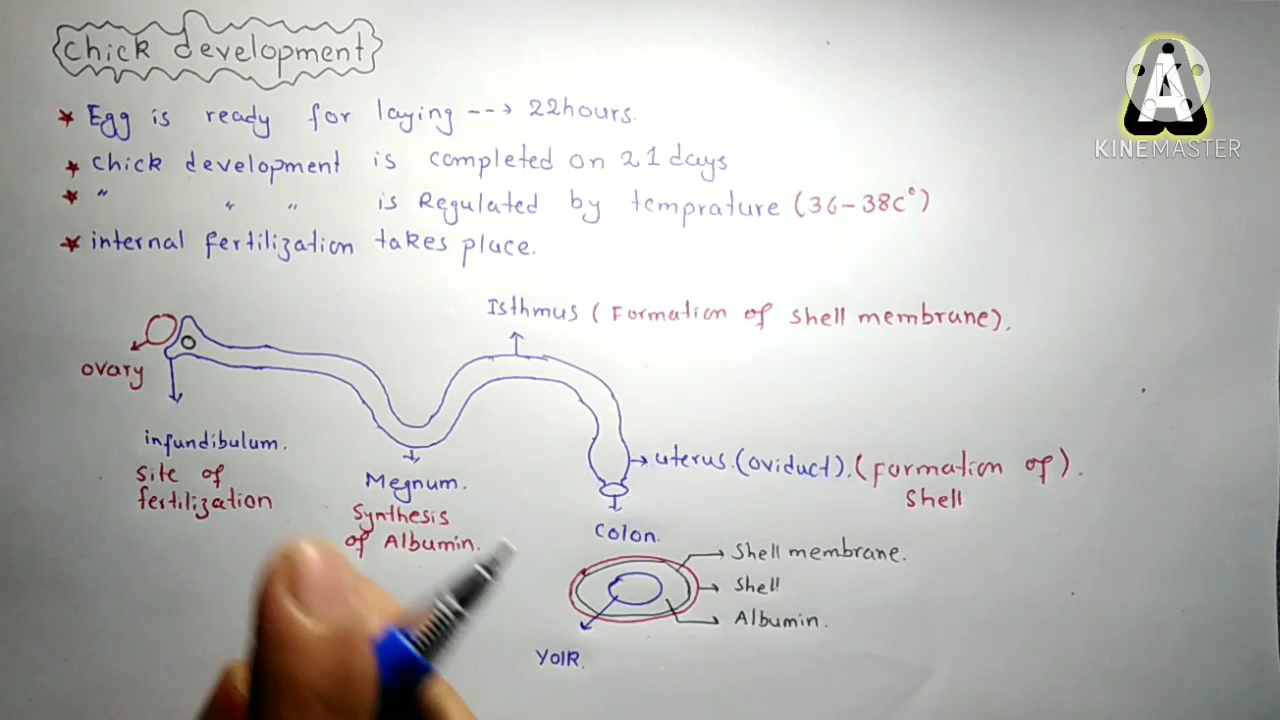 Chick development
★ Egg is ready for laying --→ 22hours.
★ Chick development is completed on 21 days
★ " " " is Regulated by temprature (36-38c°)
★ internal fertilization takes place.
Isthmus (Formation of shell membrane).
ovary
infundibulum.
Site of
fertilization
Megnum.
Synthesis
of Albumin.
uterus.(oviduct).(Formation of).
Shell
Colon.
Shell membrane.
Shell
Albumin.
YolR.
A
K
KINEMASTER